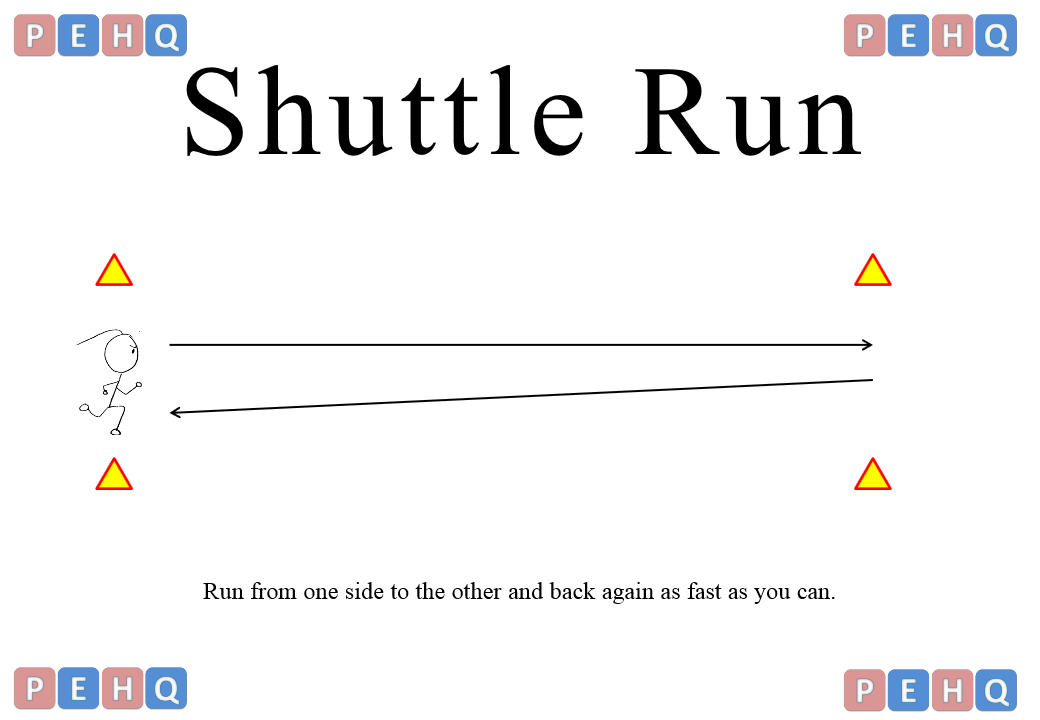 PEHQ PEHQ
Shuttle Run
Run from one side to the other and back again as fast as you can.
PEHQ PEHQ